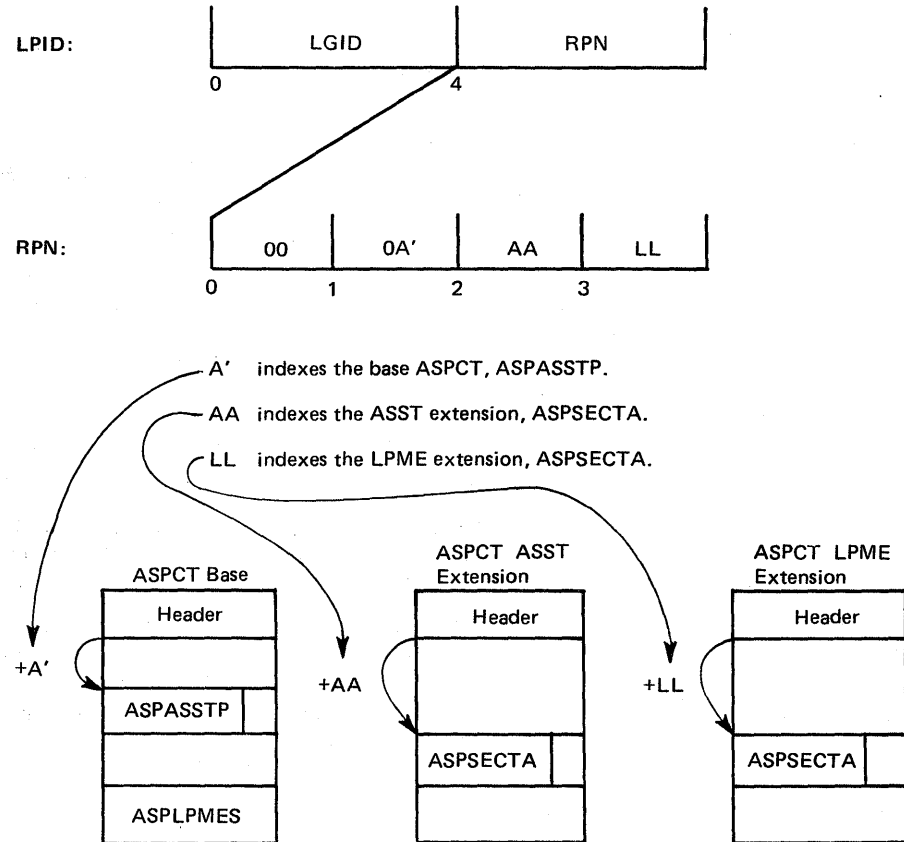 LPID:
LGID RPN
0 4
RPN:
00 0A′ AA LL
0 1 2 3
A′ indexes the base ASPCT, ASPASSTP.
AA indexes the ASST extension, ASPSECTA.
LL indexes the LPME extension, ASPSECTA.
ASPCT Base
Header
+A′
ASPASSTP
ASPLPMES
ASPCT ASST
Extension
Header
+AA
ASPSECTA
ASPCT LPME
Extension
Header
+LL
ASPSECTA